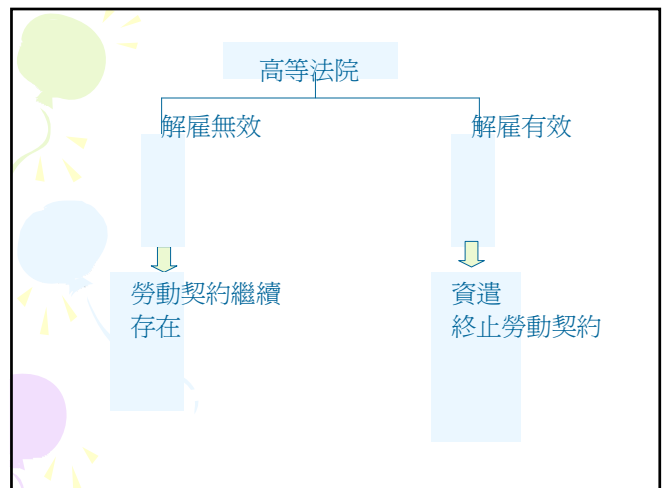 高等法院
解雇無效
解雇有效
勞動契約繼續
存在
資遣
終止勞動契約